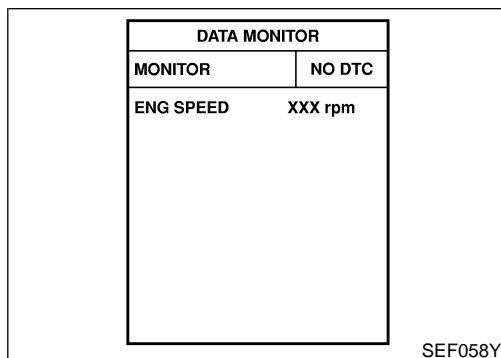 DATA MONITOR
MONITOR NO DTC
ENG SPEED XXX rpm
SEF058Y